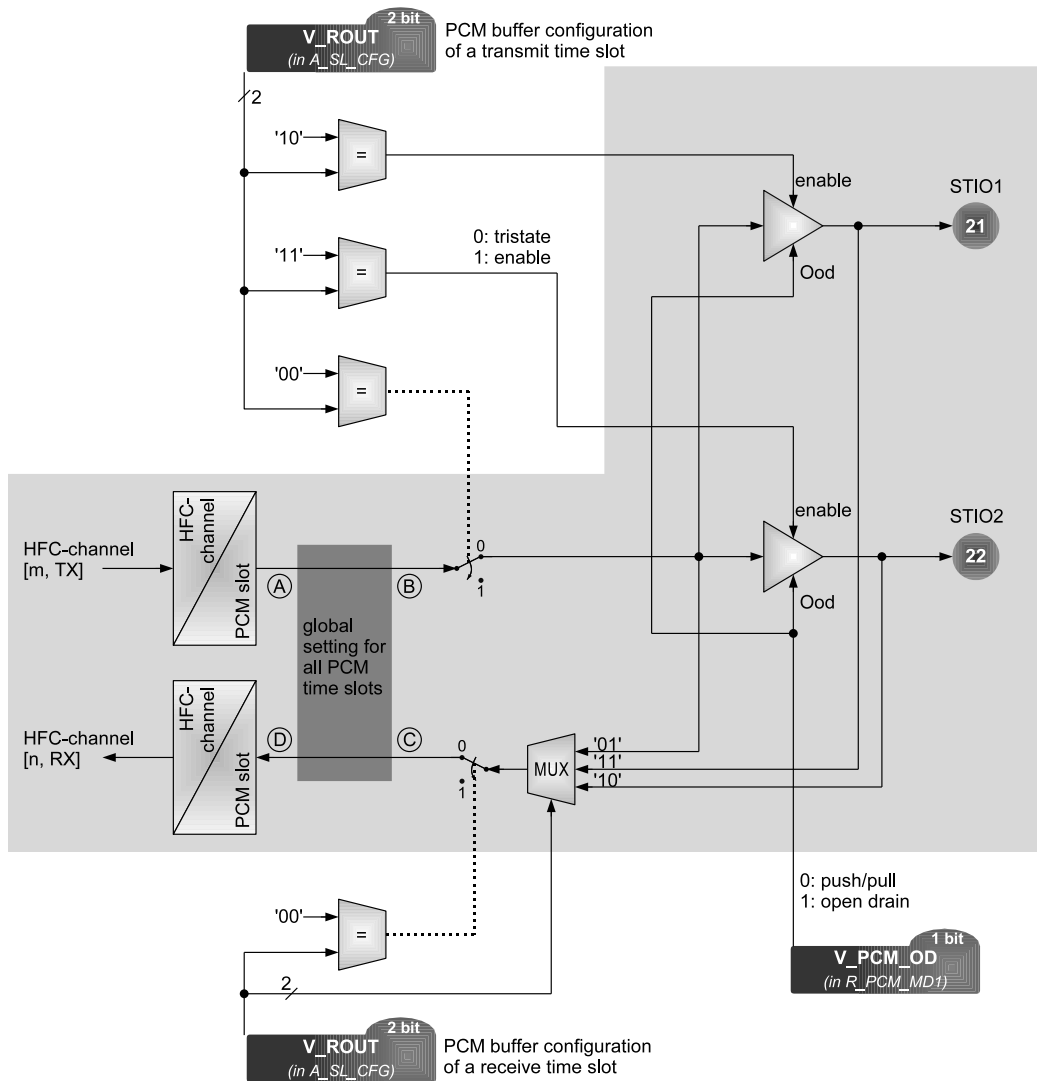 2 bit
V_ROUT
(in A_SL_CFG)
PCM buffer configuration
of a transmit time slot
2
'10'
=
enable
STIO1
21
0: tristate
1: enable
'11'
=
Ood
'00'
=
HFC-
channel
PCM slot
enable
STIO2
22
HFC-channel
[m, TX]
A
B
0
1
Ood
global
setting for
all PCM
time slots
HFC-
channel
PCM slot
HFC-channel
[n, RX]
D
C
0
1
MUX
'01'
'11'
'10'
0: push/pull
1: open drain
'00'
=
2
1 bit
V_PCM_OD
(in R_PCM_MD1)
2 bit
V_ROUT
(in A_SL_CFG)
PCM buffer configuration
of a receive time slot